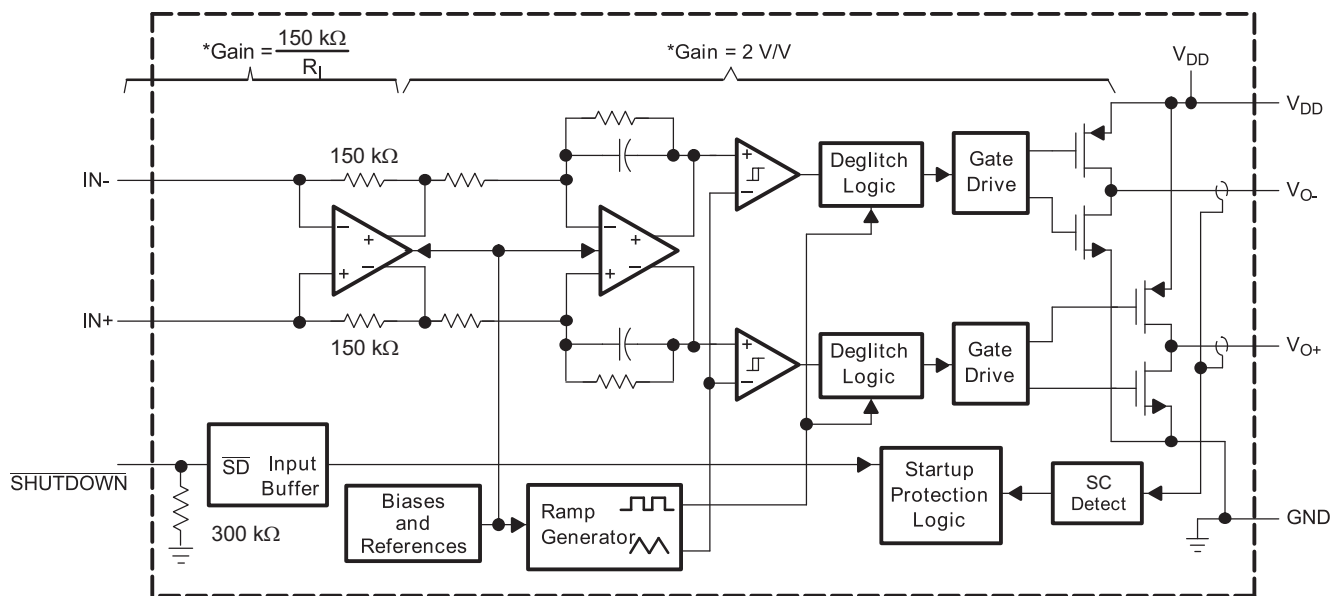 *Gain = 150 kΩ / R_I
*Gain = 2 V/V
V_DD
V_DD
150 kΩ
IN-
+
−
Deglitch Logic
Gate Drive
V_O-
−
+
−
+
+
−
+
−
IN+
150 kΩ
+
−
Deglitch Logic
Gate Drive
V_O+
SHUTDOWN
SD Input Buffer
300 kΩ
Biases and References
Ramp Generator
Startup Protection Logic
SC Detect
GND